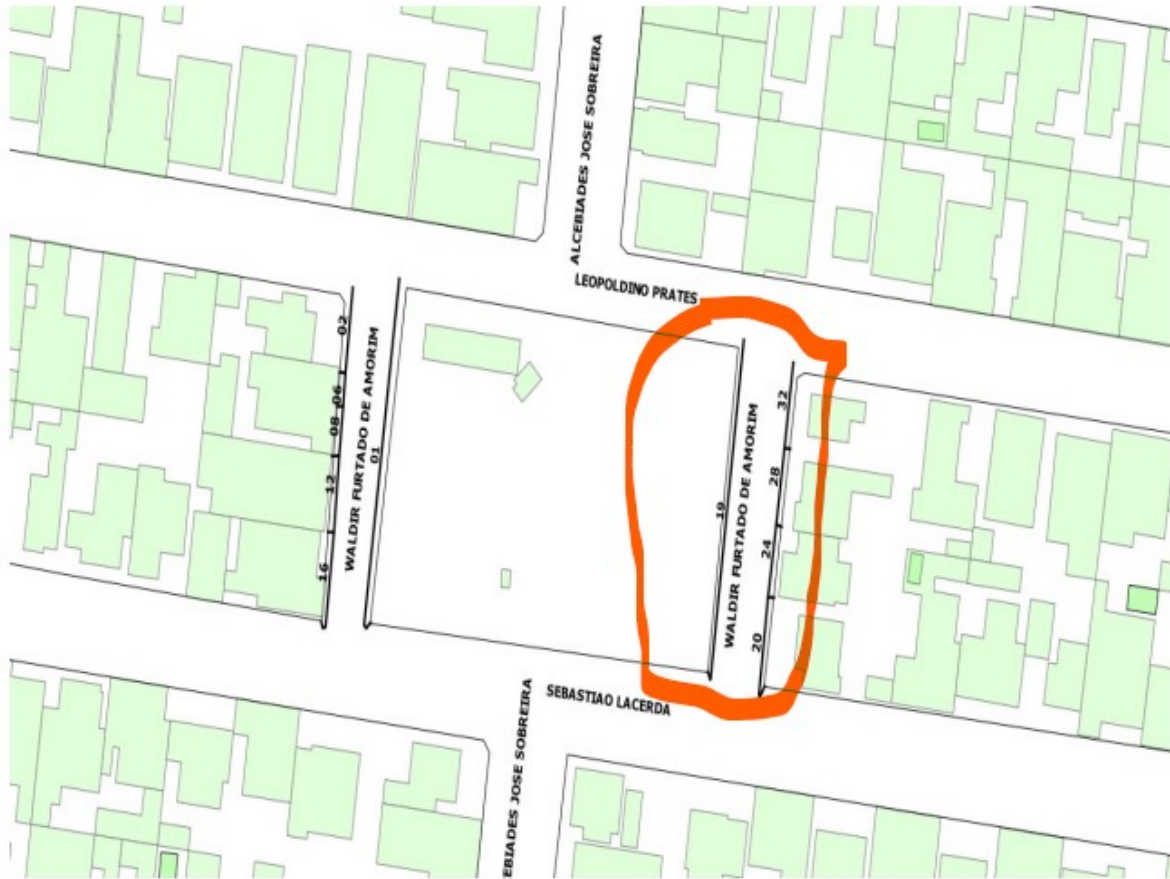 ALCEBIADES JOSE SOBREIRA
LEOPOLDINO PRATES
02
06
08
12
16
WALDIR FURTADO DE AMORIM
01
19
WALDIR FURTADO DE AMORIM
32
28
24
20
SEBASTIAO LACERDA
EBIADES JOSE SOBREIRA